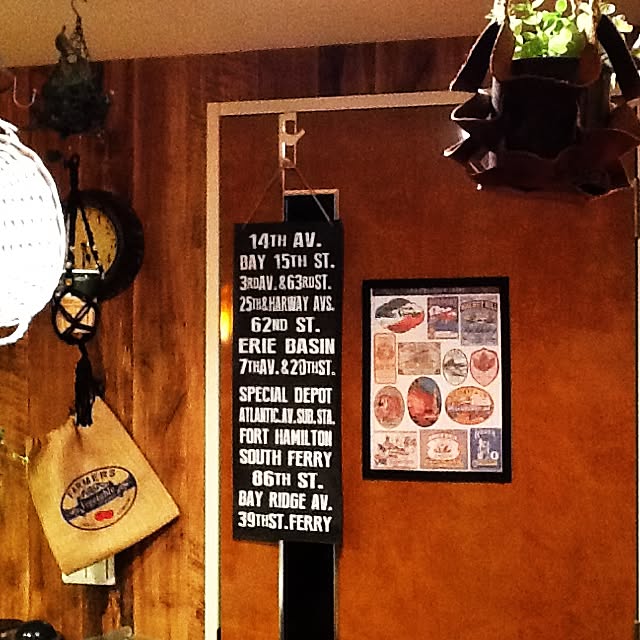 14TH AV.
BAY 15TH ST.
3RD AV. & 63RD ST.
25TH & HARWAY AVS.
62ND ST.
ERIE BASIN
7TH AV. & 20TH ST.
SPECIAL DEPOT
ATLANTIC.AV.SUB.STA.
FORT HAMILTON
SOUTH FERRY
86TH ST.
BAY RIDGE AV.
39TH ST. FERRY
FARMERS